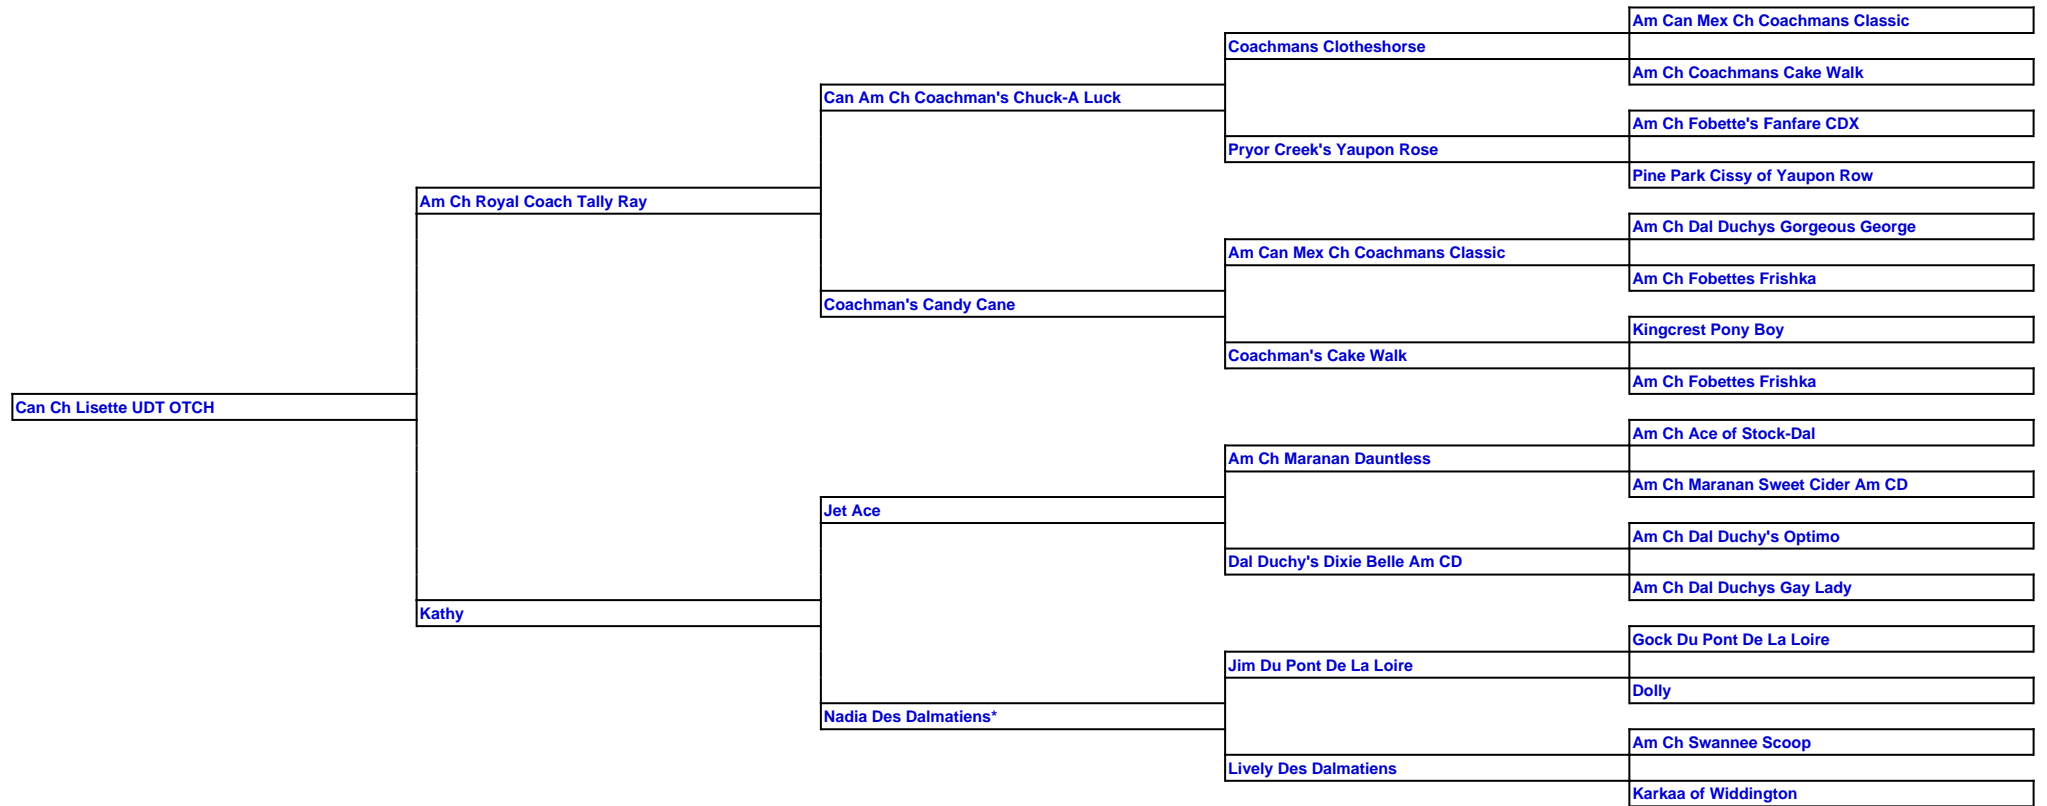 Am Can Mex Ch Coachmans Classic
Coachmans Clotheshorse
Am Ch Coachmans Cake Walk
Can Am Ch Coachman's Chuck-A Luck
Am Ch Fobette's Fanfare CDX
Pryor Creek's Yaupon Rose
Pine Park Cissy of Yaupon Row
Am Ch Royal Coach Tally Ray
Am Ch Dal Duchys Gorgeous George
Am Can Mex Ch Coachmans Classic
Am Ch Fobettes Frishka
Coachman's Candy Cane
Kingcrest Pony Boy
Coachman's Cake Walk
Am Ch Fobettes Frishka
Can Ch Lisette UDT OTCH
Am Ch Ace of Stock-Dal
Am Ch Maranan Dauntless
Am Ch Maranan Sweet Cider Am CD
Jet Ace
Am Ch Dal Duchy's Optimo
Dal Duchy's Dixie Belle Am CD
Am Ch Dal Duchys Gay Lady
Kathy
Gock Du Pont De La Loire
Jim Du Pont De La Loire
Dolly
Nadia Des Dalmatiens*
Am Ch Swannee Scoop
Lively Des Dalmatiens
Karkaa of Widdington